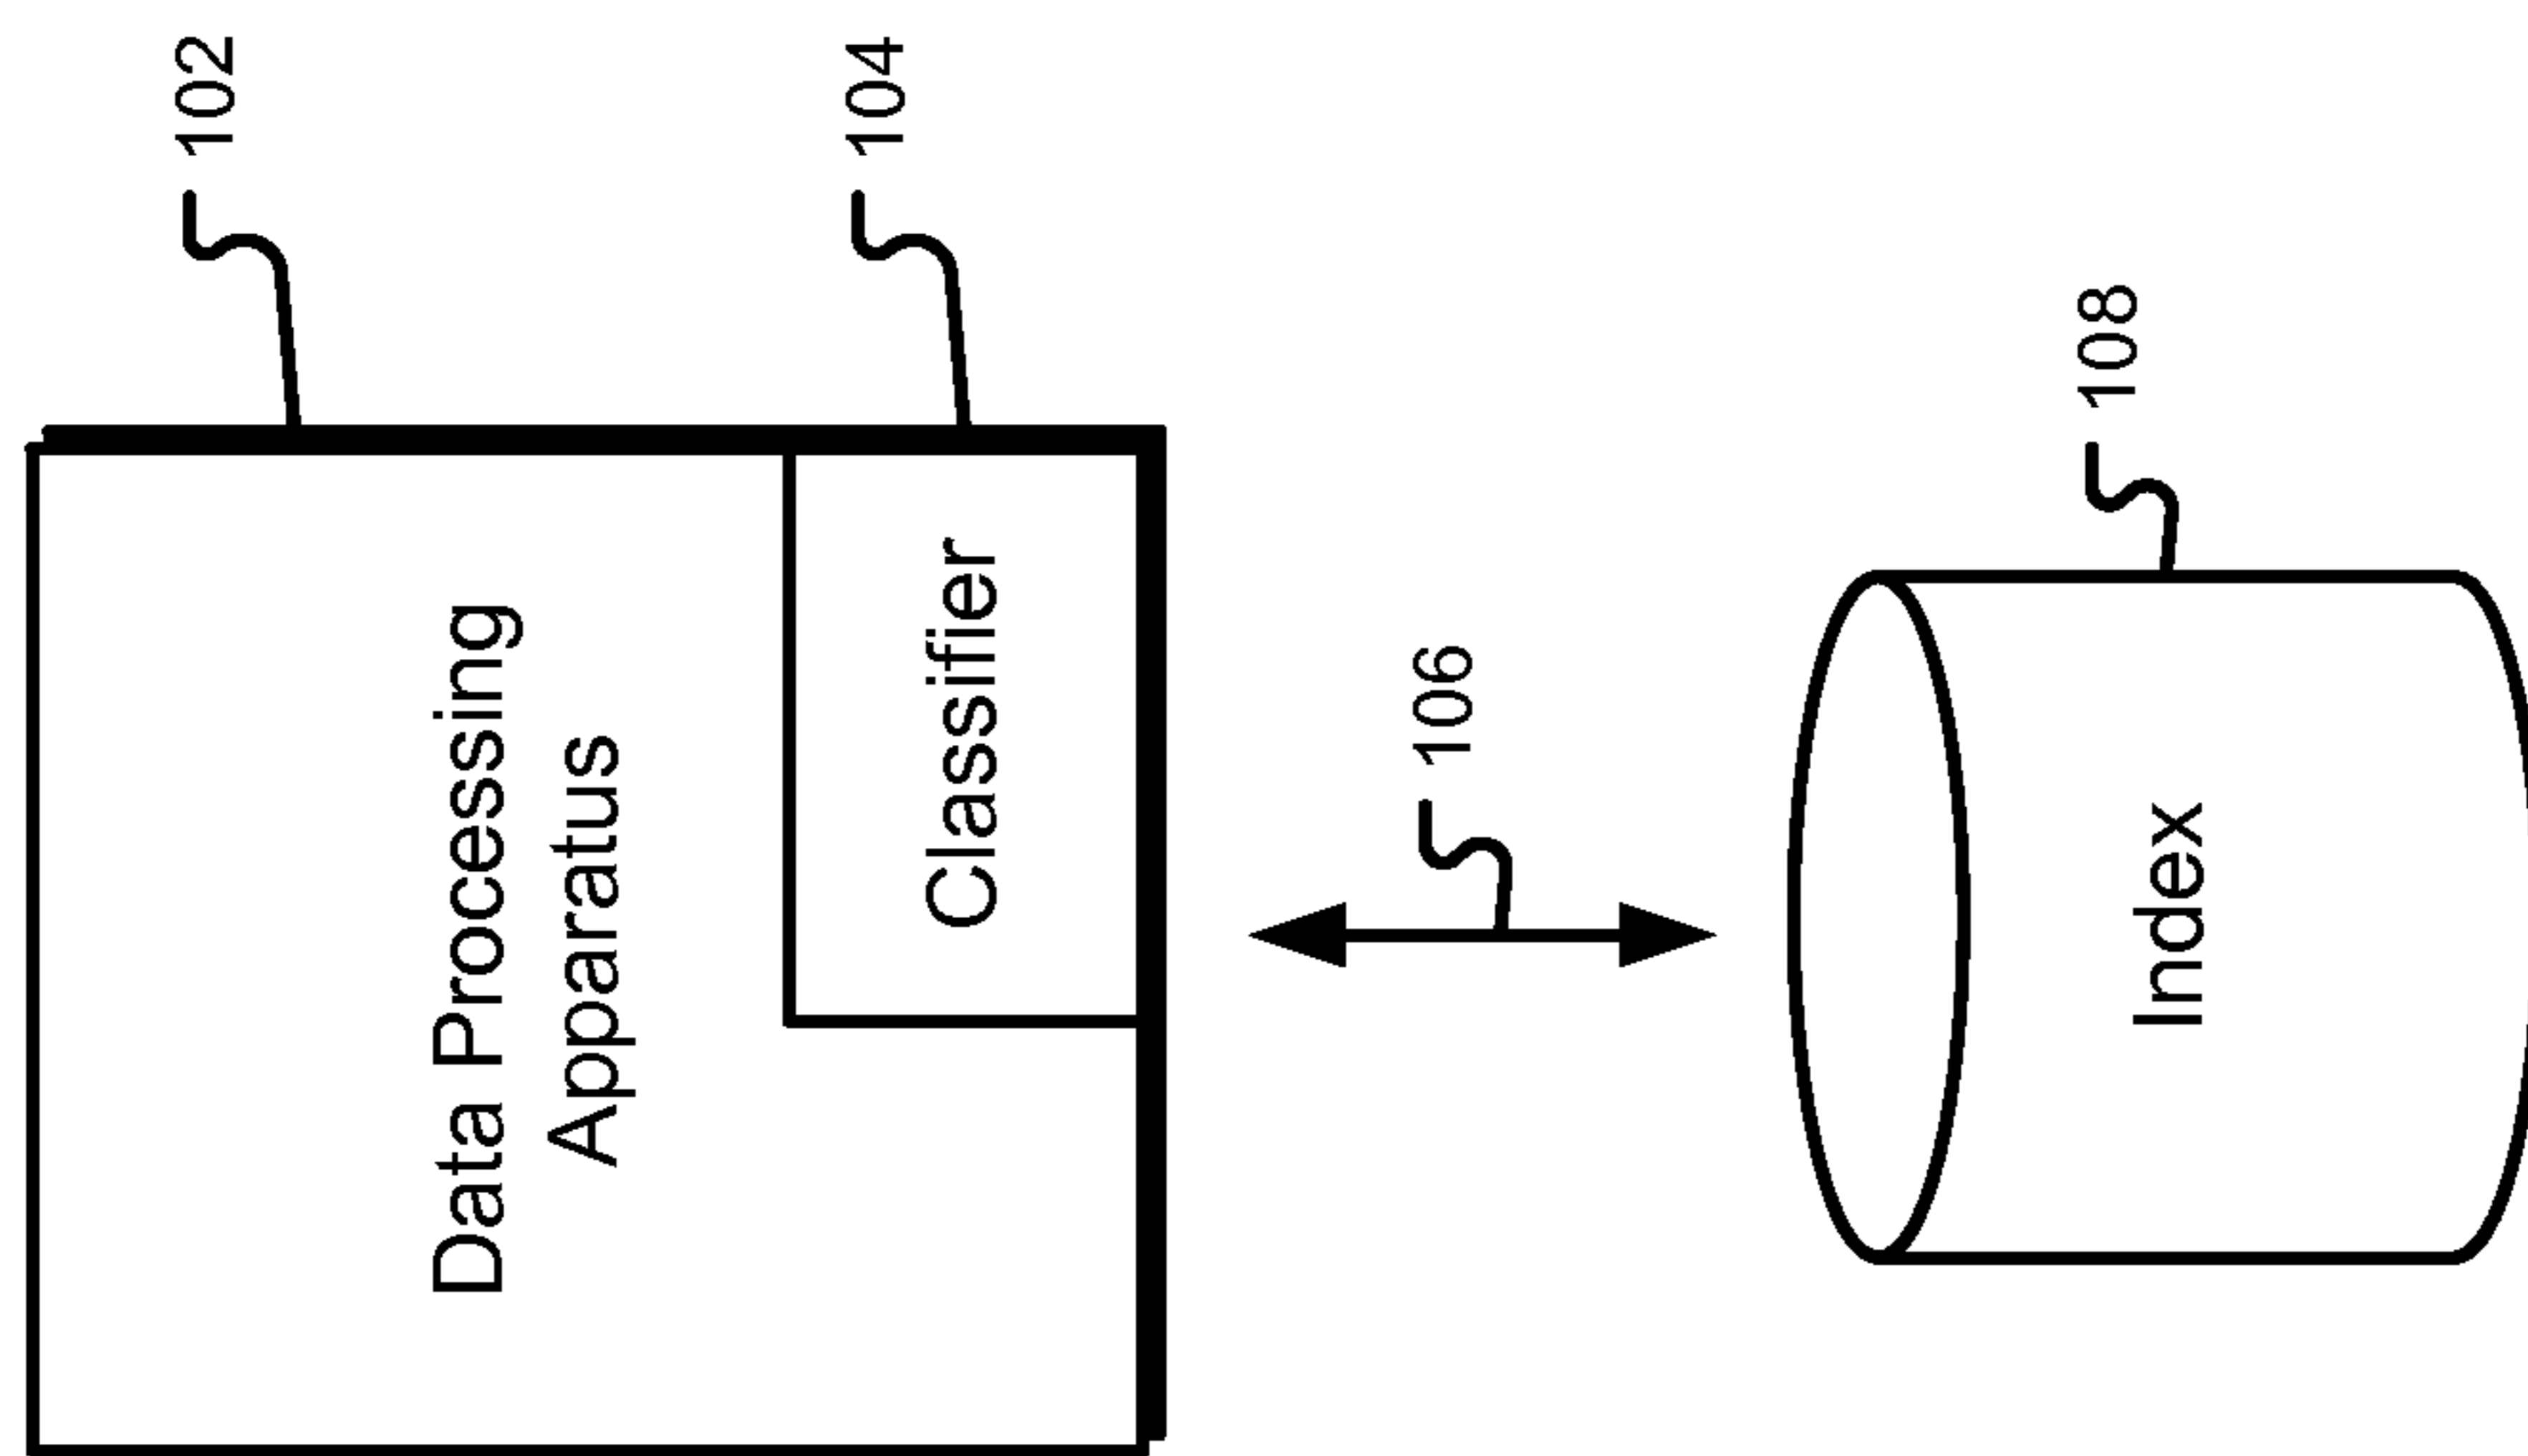 102
Data Processing
Apparatus
104
Classifier
106
108
Index